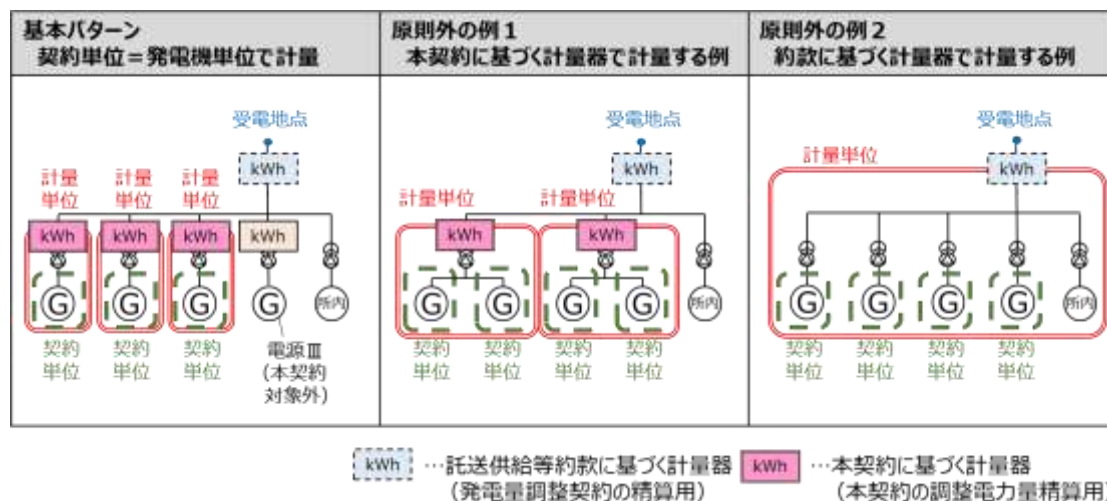 基本パターン
契約単位=発電機単位で計量
受電地点
kWh
計量
単位
計量
単位
計量
単位
kWh
kWh
kWh
kWh
G
G
G
G
所内
契約
単位
契約
単位
契約
単位
電源Ⅲ
(本契約
対象外)
原則外の例1
本契約に基づく計量器で計量する例
受電地点
kWh
計量単位
計量単位
kWh
kWh
G
G
G
G
所内
契約
単位
契約
単位
契約
単位
契約
単位
原則外の例2
約款に基づく計量器で計量する例
受電地点
計量単位
kWh
G
G
G
G
所内
契約
単位
契約
単位
契約
単位
契約
単位
kWh …託送供給等約款に基づく計量器
(発電量調整契約の精算用)
kWh …本契約に基づく計量器
(本契約の調整電力量精算用)